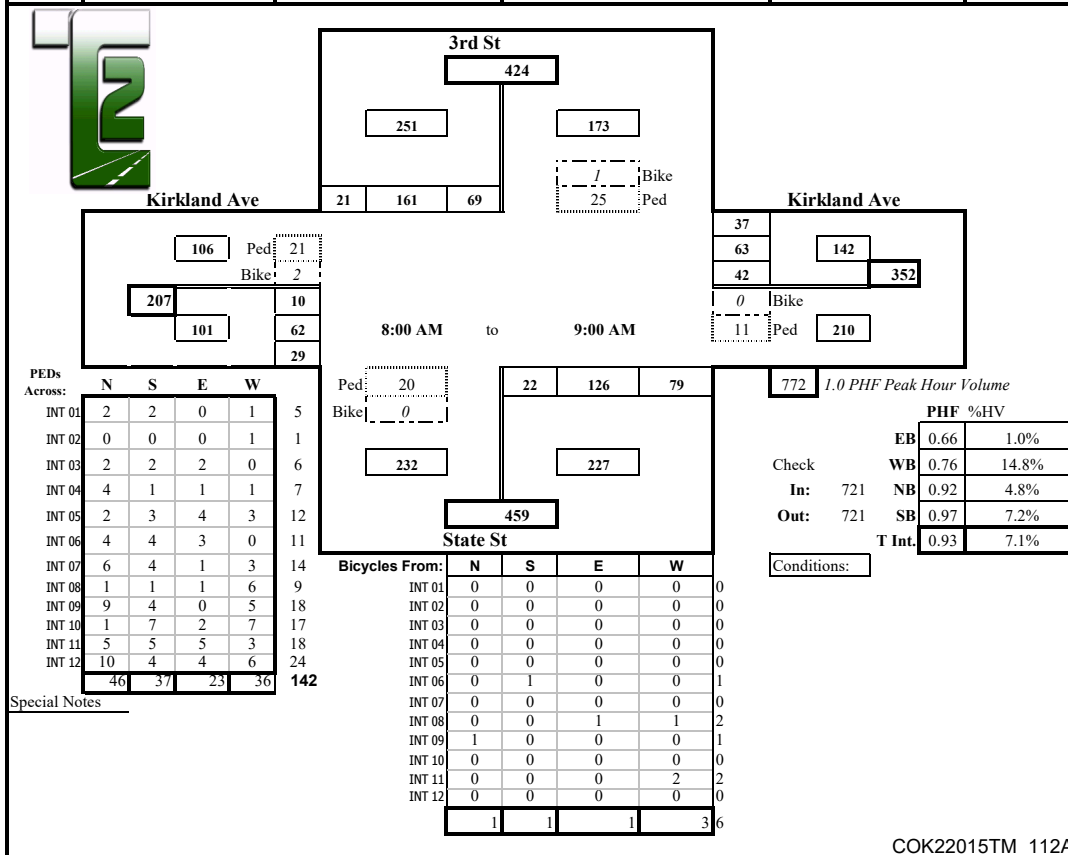 T2
3rd St
424
251 173
1 Bike
25 Ped
Kirkland Ave 21 161 69 Kirkland Ave
37
106 Ped 21 63 142
Bike 2 42 352
207 10 0 Bike
101 62 8:00 AM to 9:00 AM 11 Ped 210
29
PEDs
Across: N S E W Ped 20 22 126 79 772 1.0 PHF Peak Hour Volume
INT 01 2 2 0 1 5 Bike 0 PHF %HV
INT 02 0 0 0 1 1 EB 0.66 1.0%
INT 03 2 2 2 0 6 232 227 Check WB 0.76 14.8%
INT 04 4 1 1 1 7 In: 721 NB 0.92 4.8%
INT 05 2 3 4 3 12 459 Out: 721 SB 0.97 7.2%
INT 06 4 4 3 0 11 State St T Int. 0.93 7.1%
INT 07 6 4 1 3 14 Bicycles From: N S E W Conditions:
INT 08 1 1 1 6 9 INT 01 0 0 0 0 0
INT 09 9 4 0 5 18 INT 02 0 0 0 0 0
INT 10 1 7 2 7 17 INT 03 0 0 0 0 0
INT 11 5 5 5 3 18 INT 04 0 0 0 0 0
INT 12 10 4 4 6 24 INT 05 0 0 0 0 0
46 37 23 36 142 INT 06 0 1 0 0 1
Special Notes INT 07 0 0 0 0 0
INT 08 0 0 1 1 2
INT 09 1 0 0 0 1
INT 10 0 0 0 0 0
INT 11 0 0 0 2 2
INT 12 0 0 0 0 0
1 1 1 3 6
COK22015TM_112A